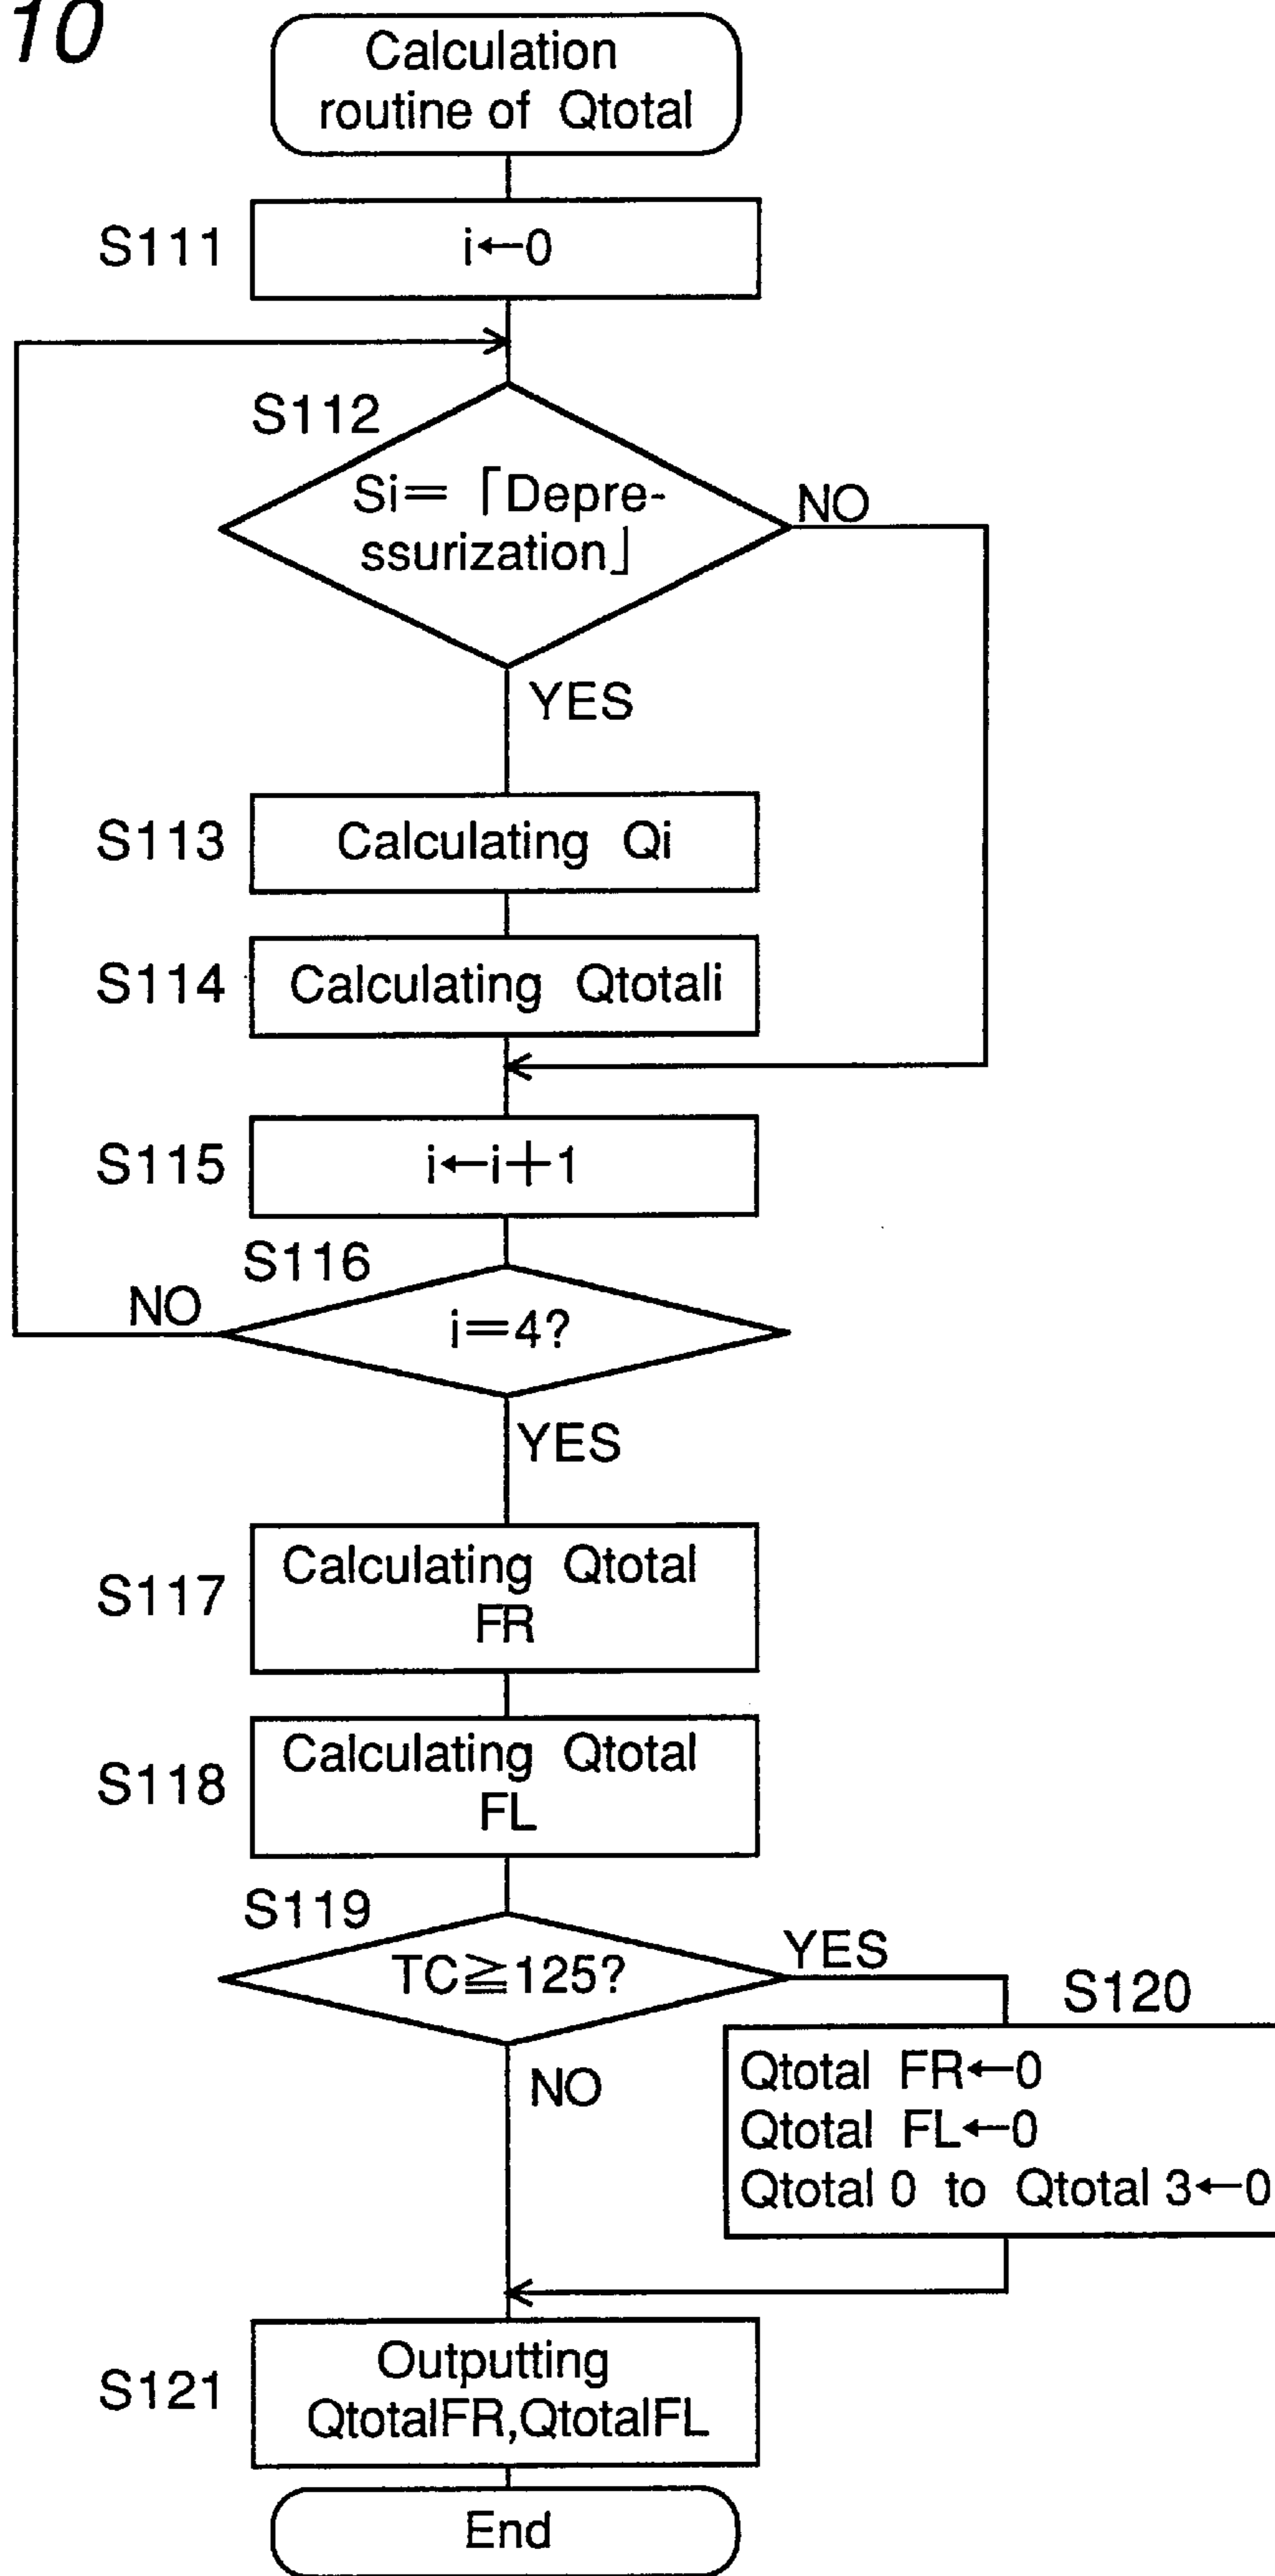 10
Calculation
routine of Qtotal
S111
i←0
S112
Si= ｢Depre-
ssurization｣
NO
YES
S113
Calculating Qi
S114
Calculating Qtotali
S115
i←i+1
S116
NO
i=4?
YES
S117
Calculating Qtotal
FR
S118
Calculating Qtotal
FL
S119
TC≧125?
YES
S120
NO
Qtotal FR←0
Qtotal FL←0
Qtotal 0 to Qtotal 3←0
S121
Outputting
QtotalFR,QtotalFL
End